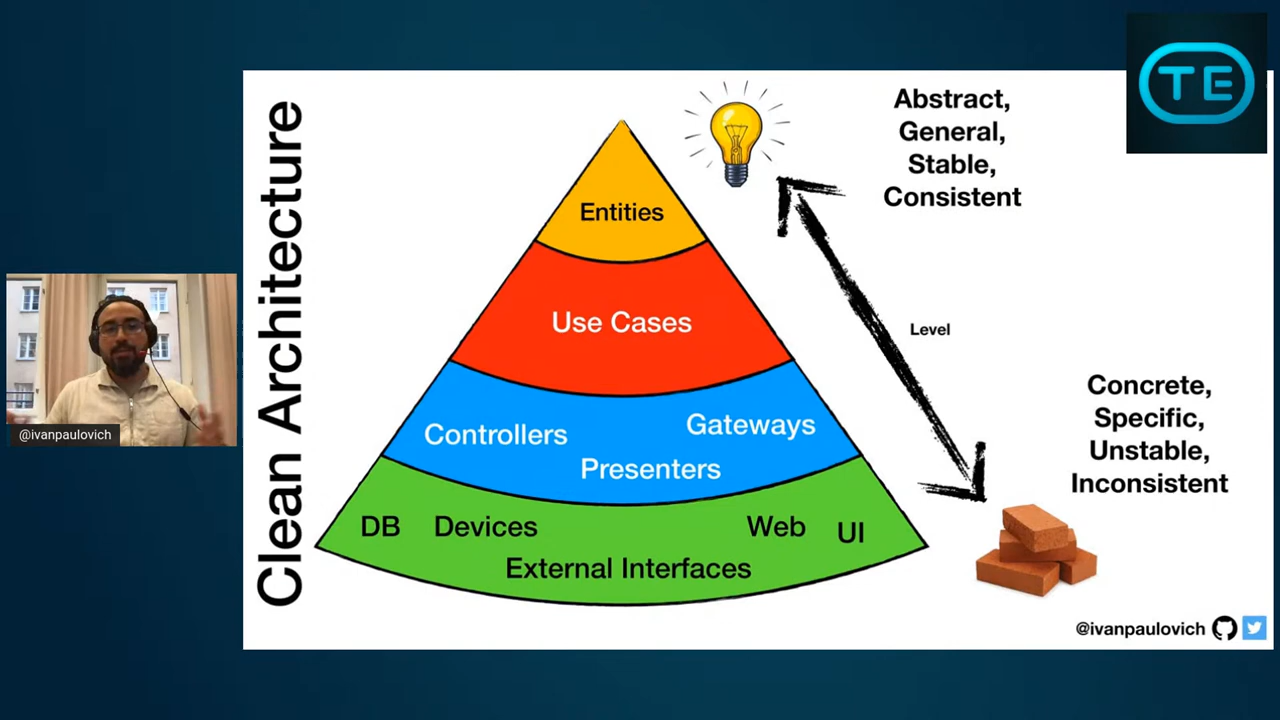 TE
Clean Architecture
Abstract,
General,
Stable,
Consistent
Entities
Use Cases
Level
Controllers
Gateways
Presenters
Concrete,
Specific,
Unstable,
Inconsistent
DB
Devices
Web
UI
External Interfaces
@ivanpaulovich
@ivanpaulovich